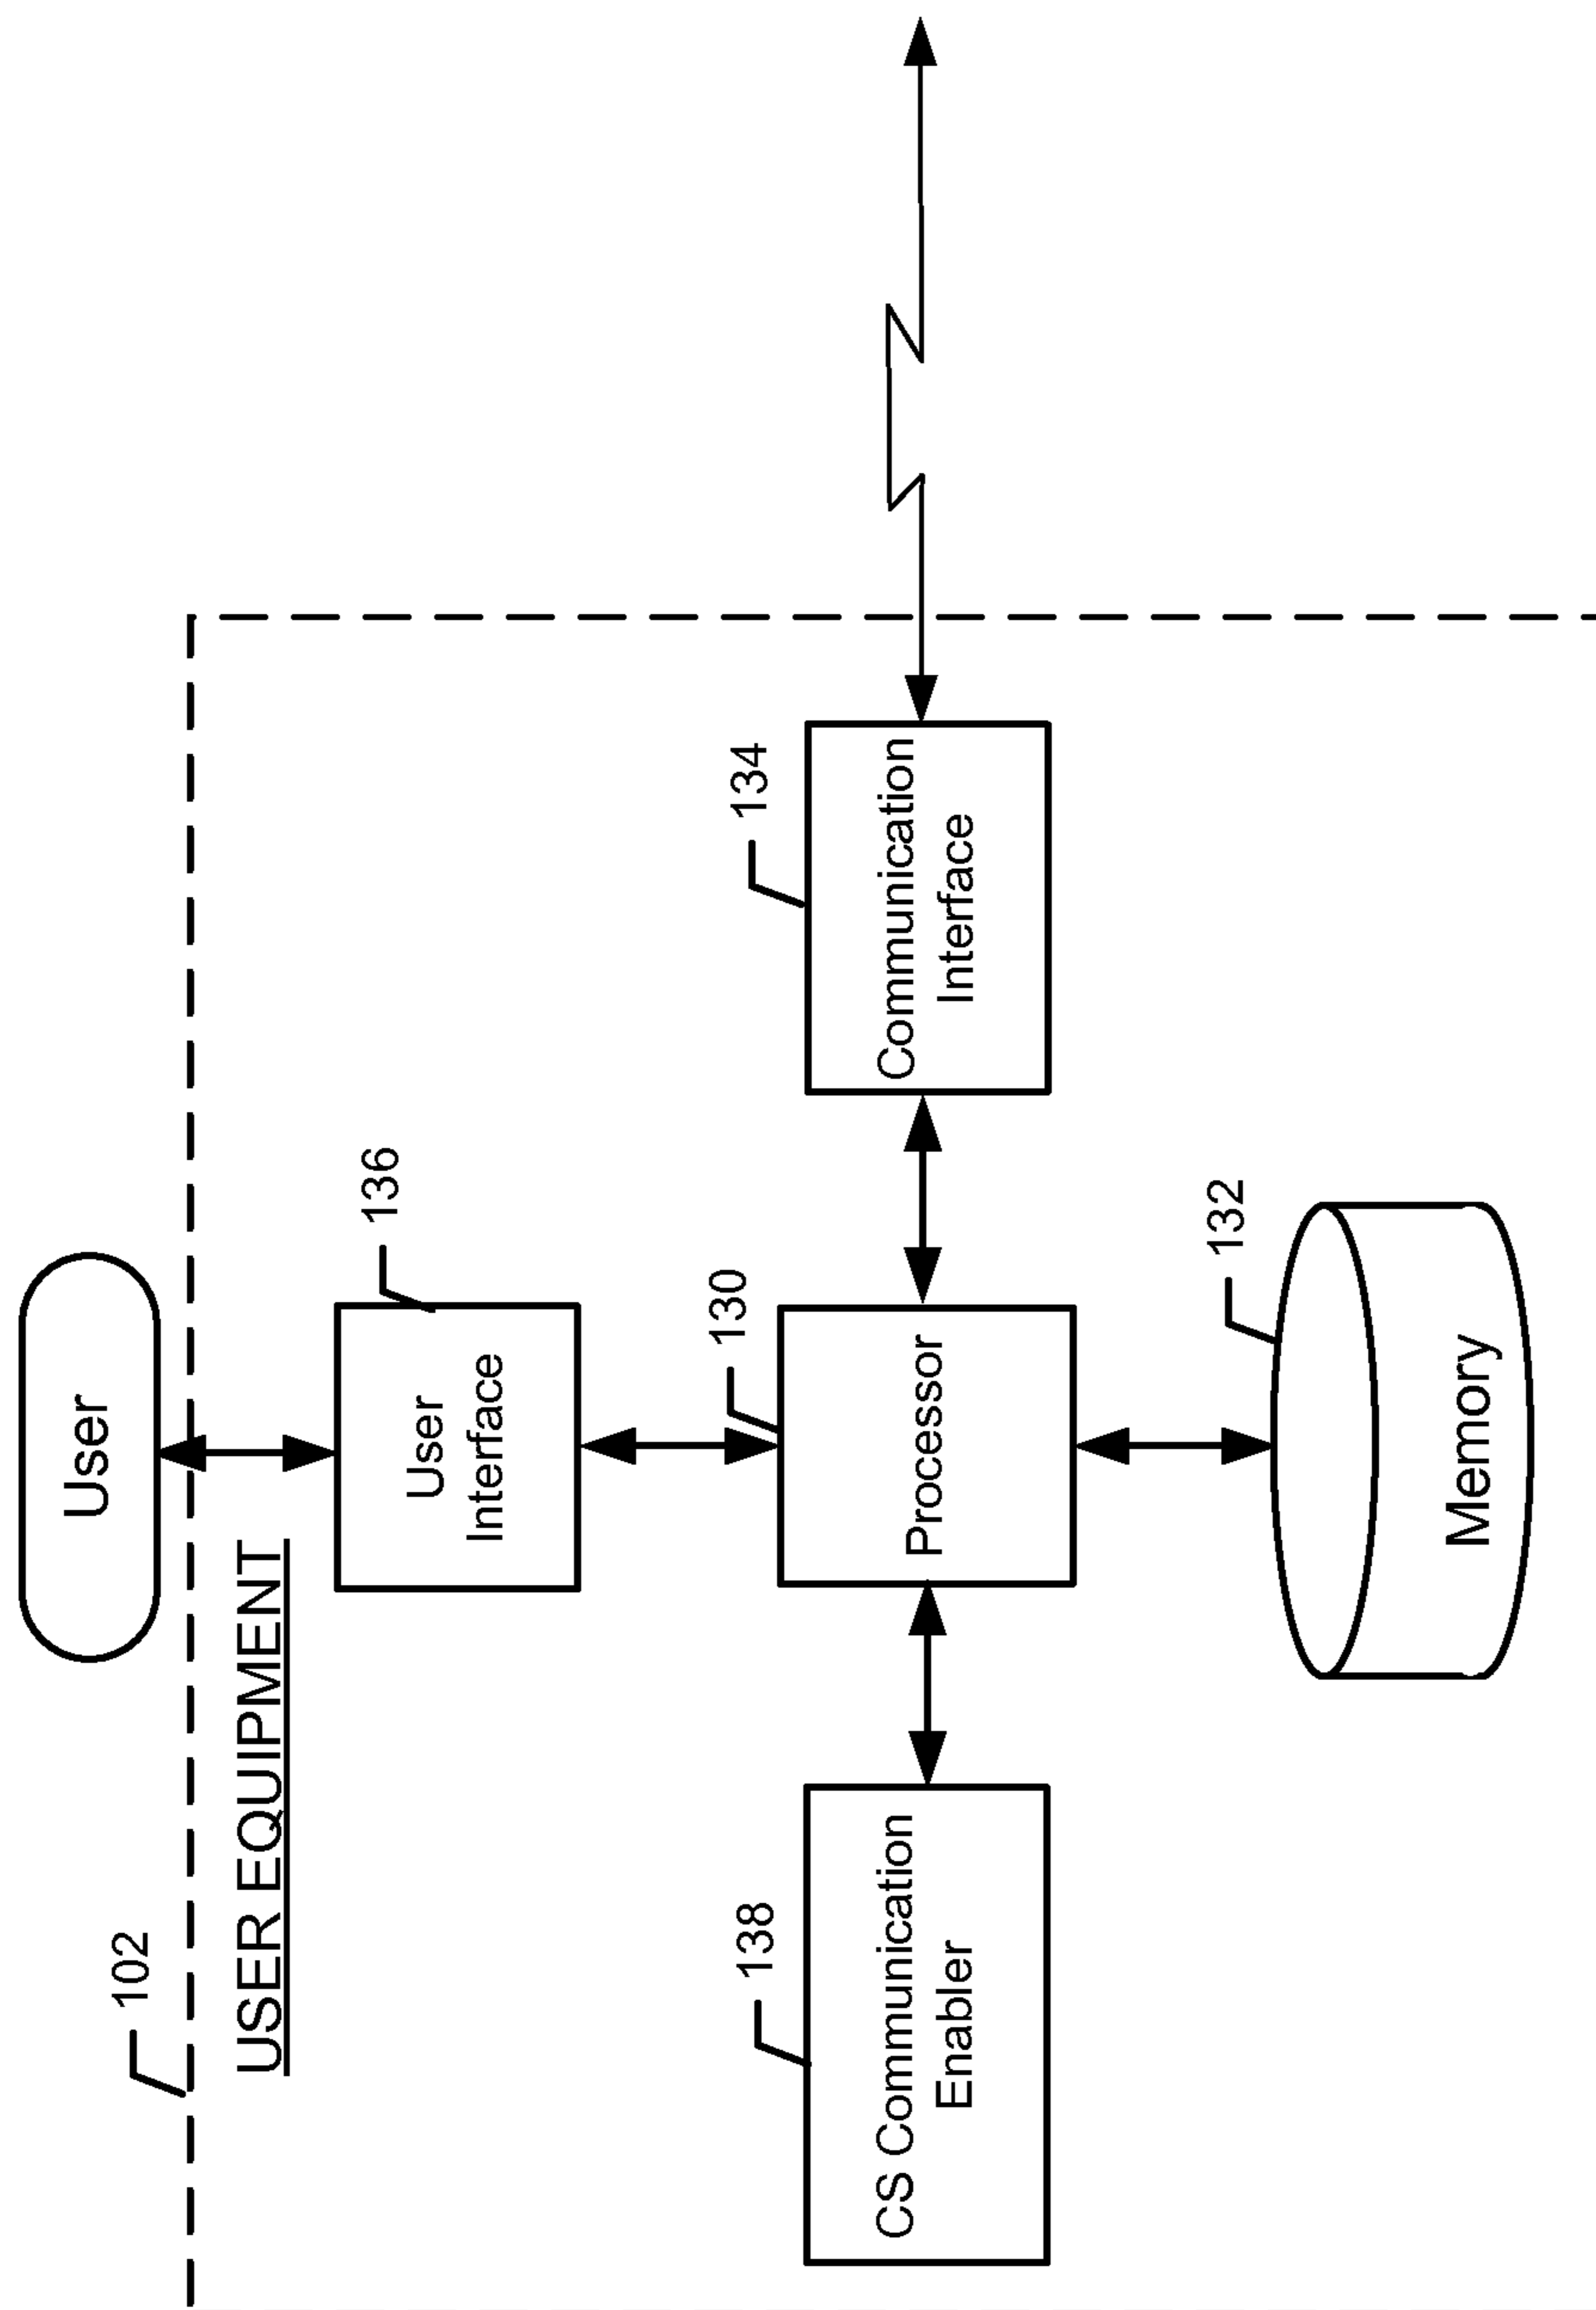 User
102
USER EQUIPMENT
136
User
Interface
138
CS Communication
Enabler
130
Processor
134
Communication
Interface
132
Memory